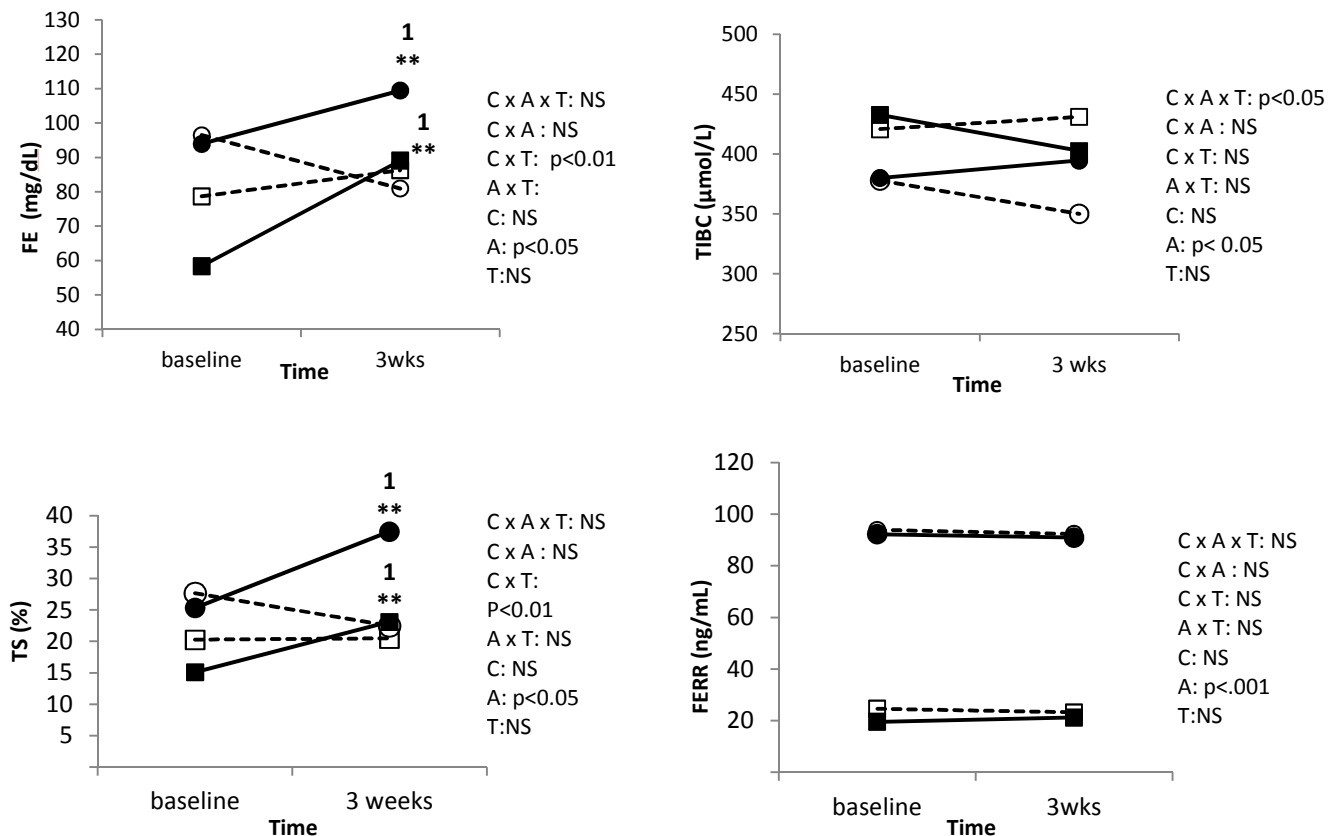 130
120
110
100
90
80
70
60
50
40
FE (mg/dL)
1
**
1
**
baseline
3wks
Time
C x A x T: NS
C x A : NS
C x T: p<0.01
A x T:
C: NS
A: p<0.05
T:NS
500
450
400
350
300
250
TIBC (μmol/L)
baseline
3 wks
Time
C x A x T: p<0.05
C x A : NS
C x T: NS
A x T: NS
C: NS
A: p< 0.05
T:NS
40
35
30
25
20
15
10
5
TS (%)
1
**
1
**
baseline
3 weeks
Time
C x A x T: NS
C x A : NS
C x T:
P<0.01
A x T: NS
C: NS
A: p<0.05
T:NS
120
100
80
60
40
20
FERR (ng/mL)
baseline
3wks
Time
C x A x T: NS
C x A : NS
C x T: NS
A x T: NS
C: NS
A: p<.001
T:NS